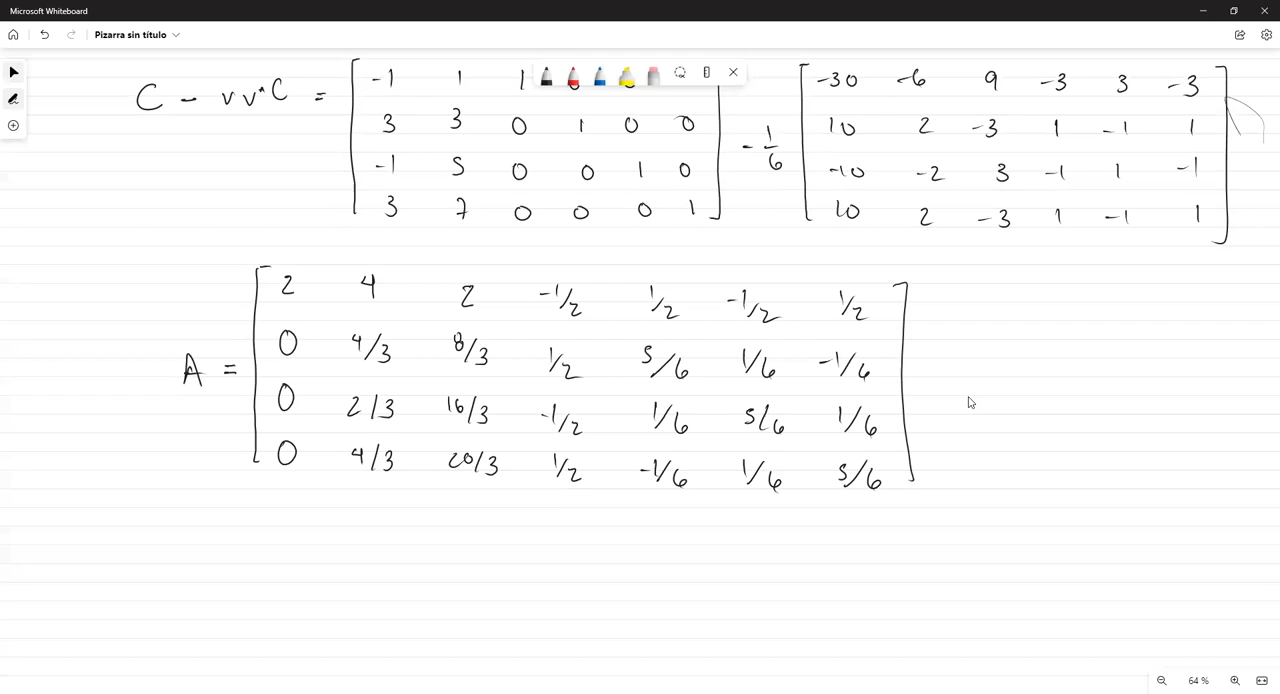 Microsoft Whiteboard
Pizarra sin título
C - v v* C = [ -1 1 1 0 0 0 ] - 1/6 [ -30 -6 9 -3 3 -3 ]
3 3 0 1 0 0 10 2 -3 1 -1 1
-1 5 0 0 1 0 -10 -2 3 -1 1 -1
3 7 0 0 0 1 10 2 -3 1 -1 1
2 4 2 -1/2 1/2 -1/2 1/2
A = 0 4/3 8/3 1/2 5/6 1/6 -1/6
0 2/3 16/3 -1/2 1/6 5/6 1/6
0 4/3 20/3 1/2 -1/6 1/6 5/6
64 %